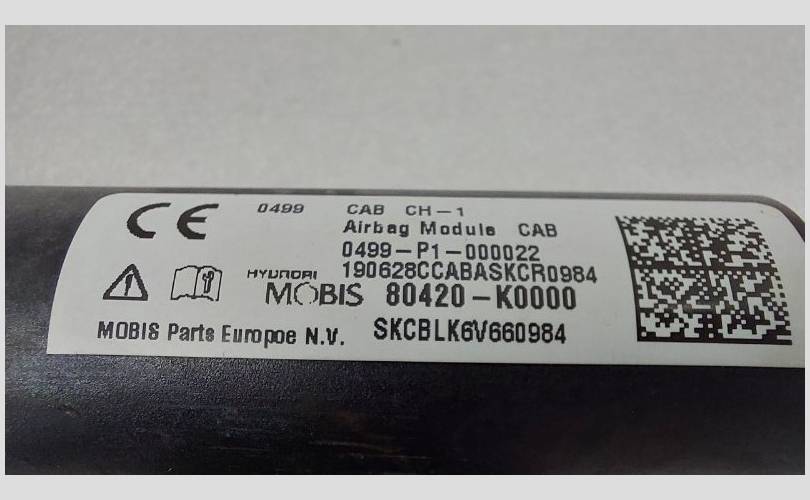 CE 0499 CAB CH-1
Airbag Module CAB
0499-P1-000022
190628CCABASKCR0984
HYUNDAI
MOBIS 80420-K0000
MOBIS Parts Europoe N.V. SKCBLK6V660984